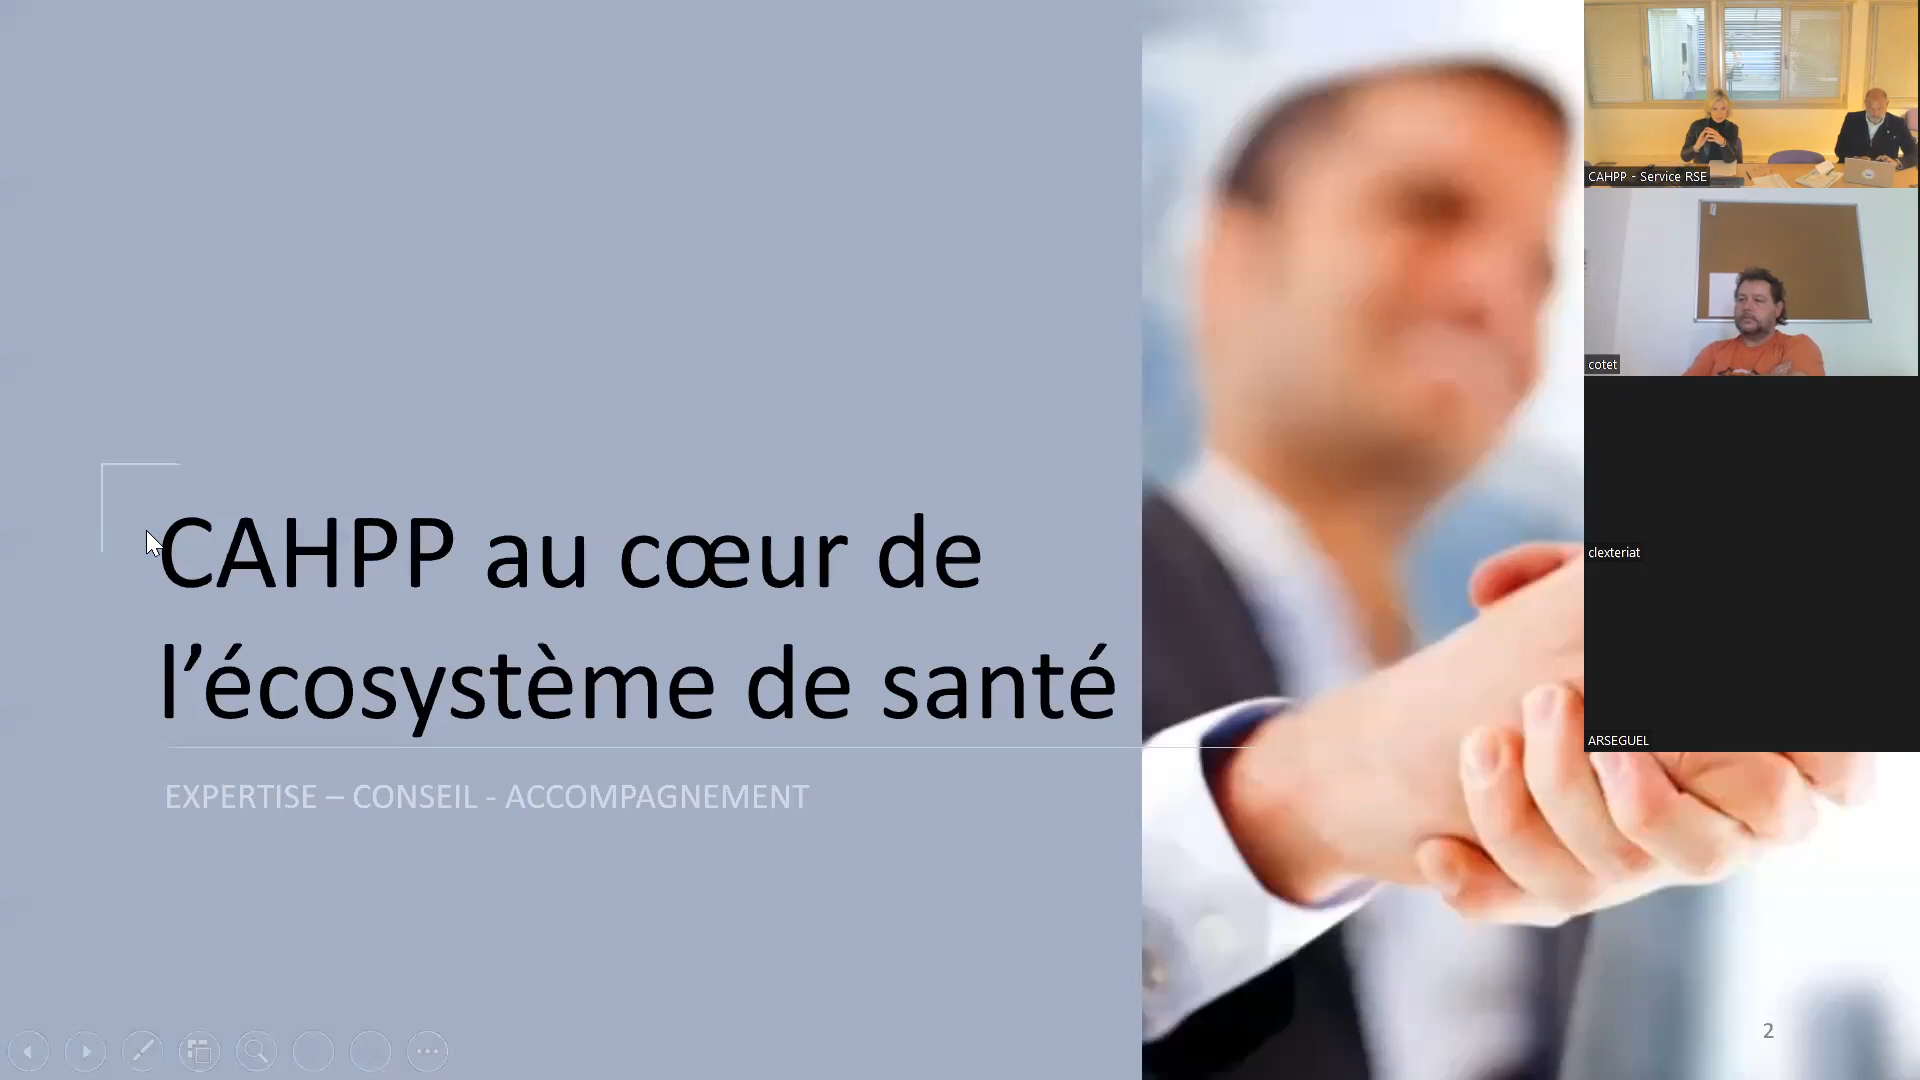 CAHPP au cœur de
l’écosystème de santé
EXPERTISE – CONSEIL - ACCOMPAGNEMENT
2
CAHPP - Service RSE
cotet
clexteriat
ARSEGUEL